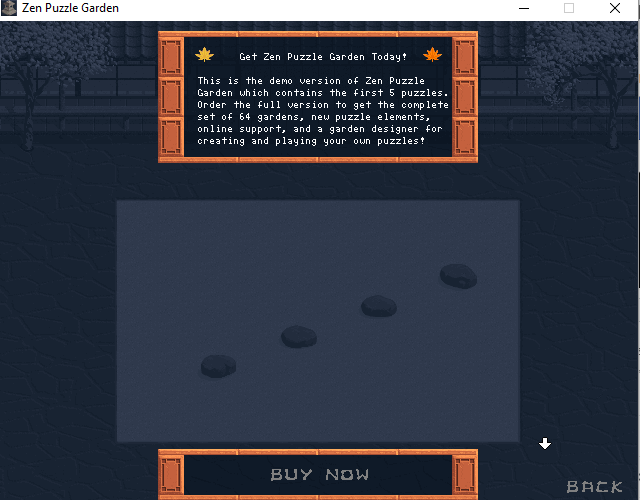 Zen Puzzle Garden
Get Zen Puzzle Garden Today!
This is the demo version of Zen Puzzle
Garden which contains the first 5 puzzles.
Order the full version to get the complete
set of 64 gardens, new puzzle elements,
online support, and a garden designer for
creating and playing your own puzzles!
BUY NOW
BACK